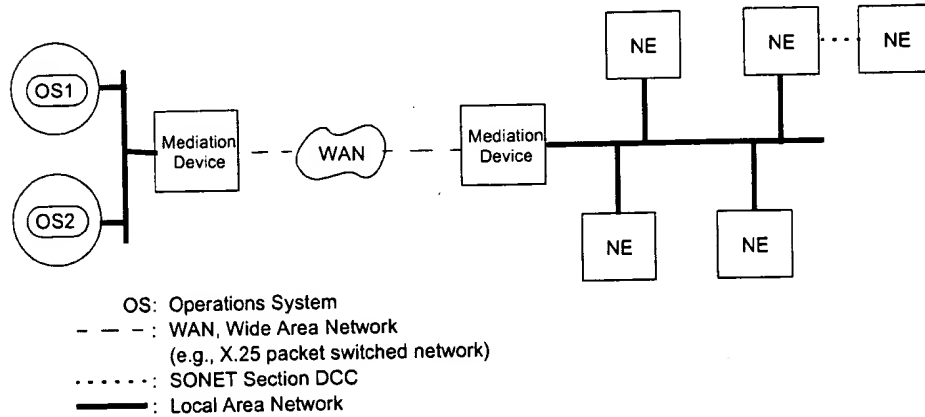 NE
NE
NE
OS1
Mediation
Device
WAN
Mediation
Device
OS2
NE
NE
OS: Operations System
: WAN, Wide Area Network
(e.g., X.25 packet switched network)
: SONET Section DCC
: Local Area Network